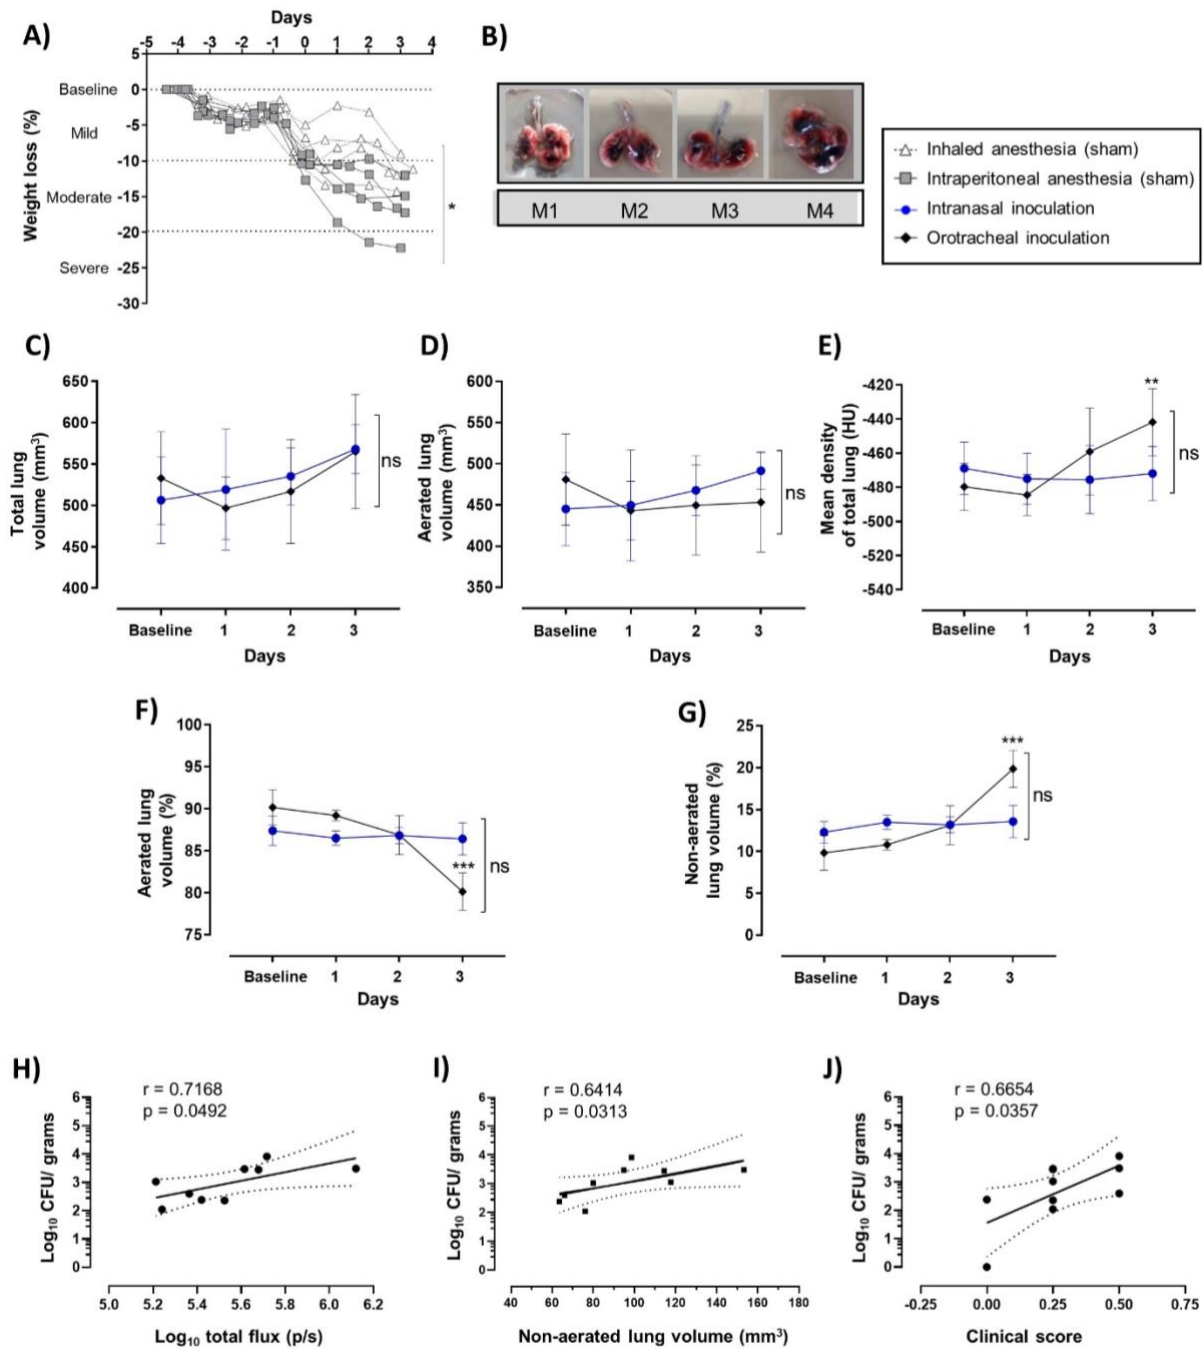 A)
Days
-5 -4 -3 -2 -1 0 1 2 3 4
5
Baseline 0
-5
Mild
-10
Moderate -15
-20
Severe -25
-30
Weight loss (%)
*
B)
M1 M2 M3 M4
Inhaled anesthesia (sham)
Intraperitoneal anesthesia (sham)
Intranasal inoculation
Orotracheal inoculation
C)
650
600
550
500
450
400
Total lung
volume (mm³)
ns
Baseline 1 2 3
Days
D)
600
550
500
450
400
350
Aerated lung
volume (mm³)
ns
Baseline 1 2 3
Days
E)
-420
-440
-460
-480
-500
-520
-540
Mean density
of total lung (HU)
**
ns
Baseline 1 2 3
Days
F)
100
95
90
85
80
75
Aerated lung
volume (%)
***
ns
Baseline 1 2 3
Days
G)
25
20
15
10
5
0
Non-aerated
lung volume (%)
***
ns
Baseline 1 2 3
Days
H)
r = 0.7168
p = 0.0492
6
5
4
3
2
1
0
Log₁₀ CFU/ grams
5.0 5.2 5.4 5.6 5.8 6.0 6.2
Log₁₀ total flux (p/s)
I)
r = 0.6414
p = 0.0313
6
5
4
3
2
1
0
Log₁₀ CFU/ grams
40 60 80 100 120 140 160 180
Non-aerated lung volume (mm³)
J)
r = 0.6654
p = 0.0357
6
5
4
3
2
1
0
Log₁₀ CFU/ grams
-0.25 0.00 0.25 0.50 0.75
Clinical score